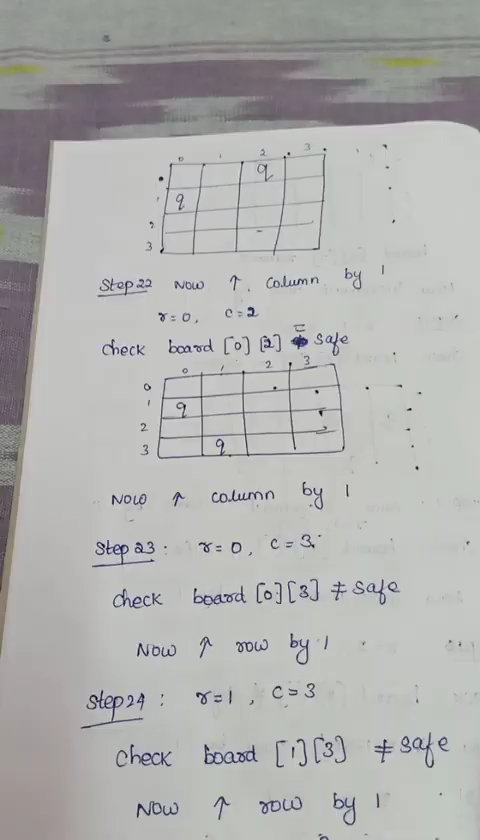 0 1 2 3
q
1 q
2
3
Step 22 Now ↑ Column by 1
r=0, c=2
check board [0] [2] = safe
0 1 2 3
0
1 q
2
3 q
Now ↑ column by 1
Step 23 : r=0, c=3.
check board [0][3] ≠ safe
Now ↑ row by 1
Step 24 : r=1, c=3
check board [1][3] ≠ safe
Now ↑ row by 1